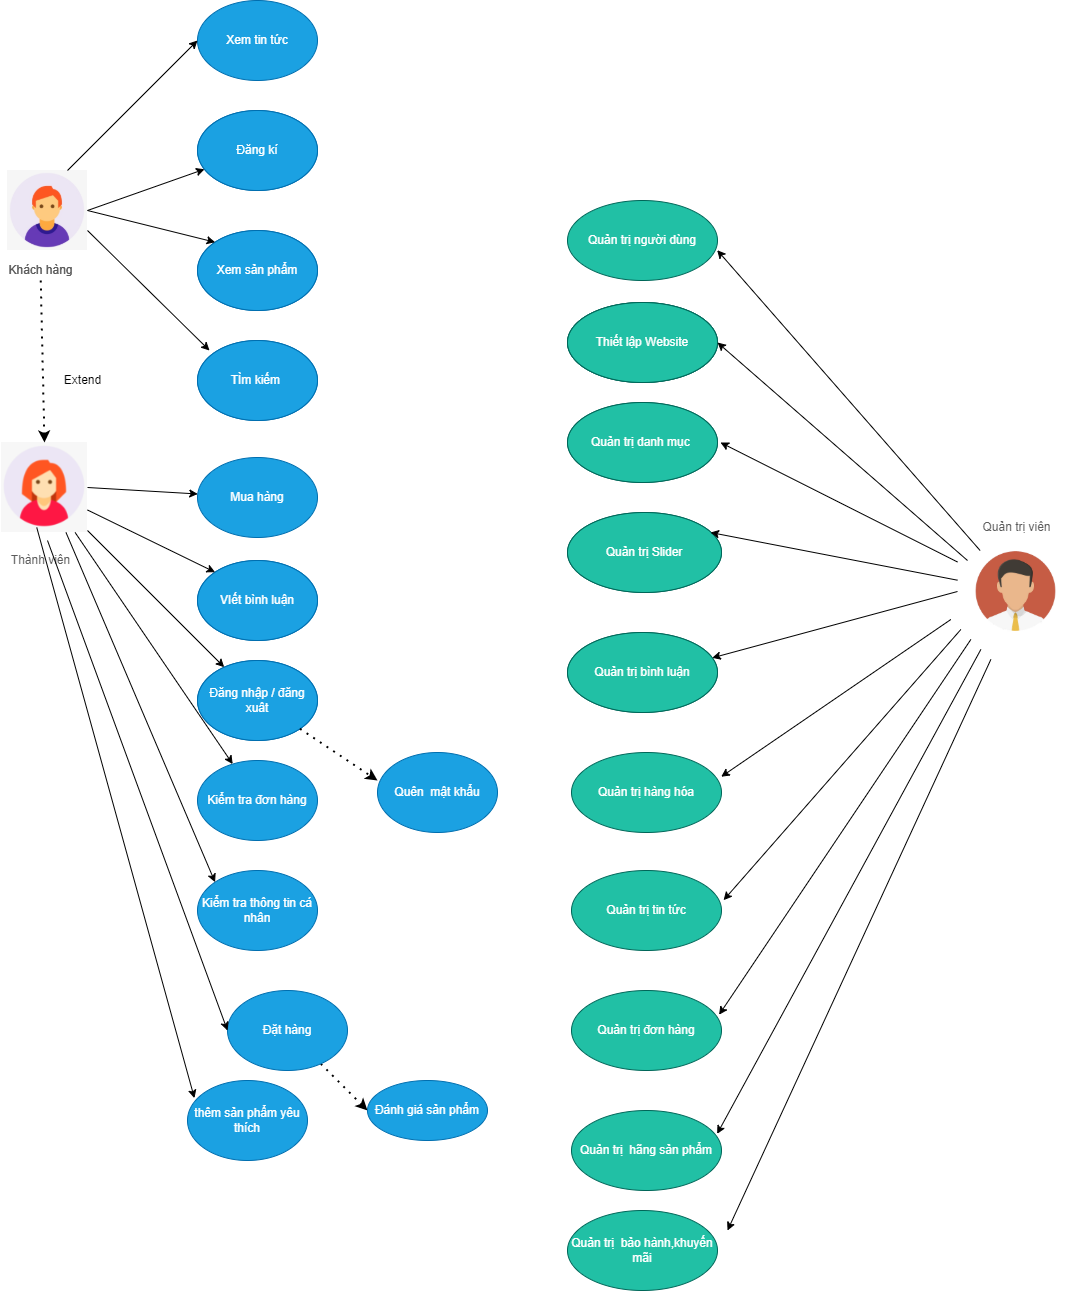 Xem tin tức
Đăng kí
Xem sản phẩm
Khách hàng
Extend
TÌm kiếm
Mua hàng
Thành viên
VIết bình luận
Đăng nhập / đăng
xuất
Quên  mật khẩu
Kiểm tra đơn hàng
Kiểm tra thông tin cá
nhân
Đặt hàng
Đánh giá sản phẩm
thêm sản phẩm yêu
thích
Quản trị người dùng
Thiết lập Website
Quản trị danh mục
Quản trị viên
Quản trị Slider
Quản trị bình luận
Quản trị hàng hóa
Quản trị tin tức
Quản trị đơn hàng
Quản trị  hãng sản phẩm
Quản trị  bảo hành,khuyến
mãi